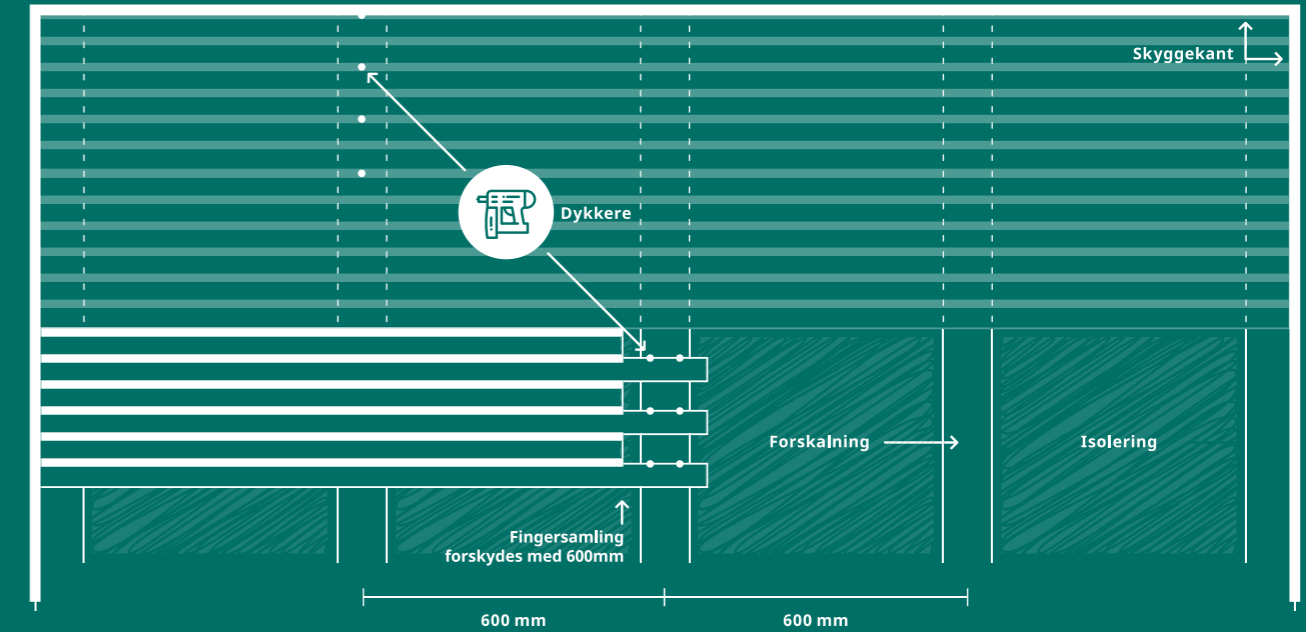 Skyggekant
Dykkere
Forskalning
Isolering
Fingersamling
forskydes med 600mm
600 mm
600 mm